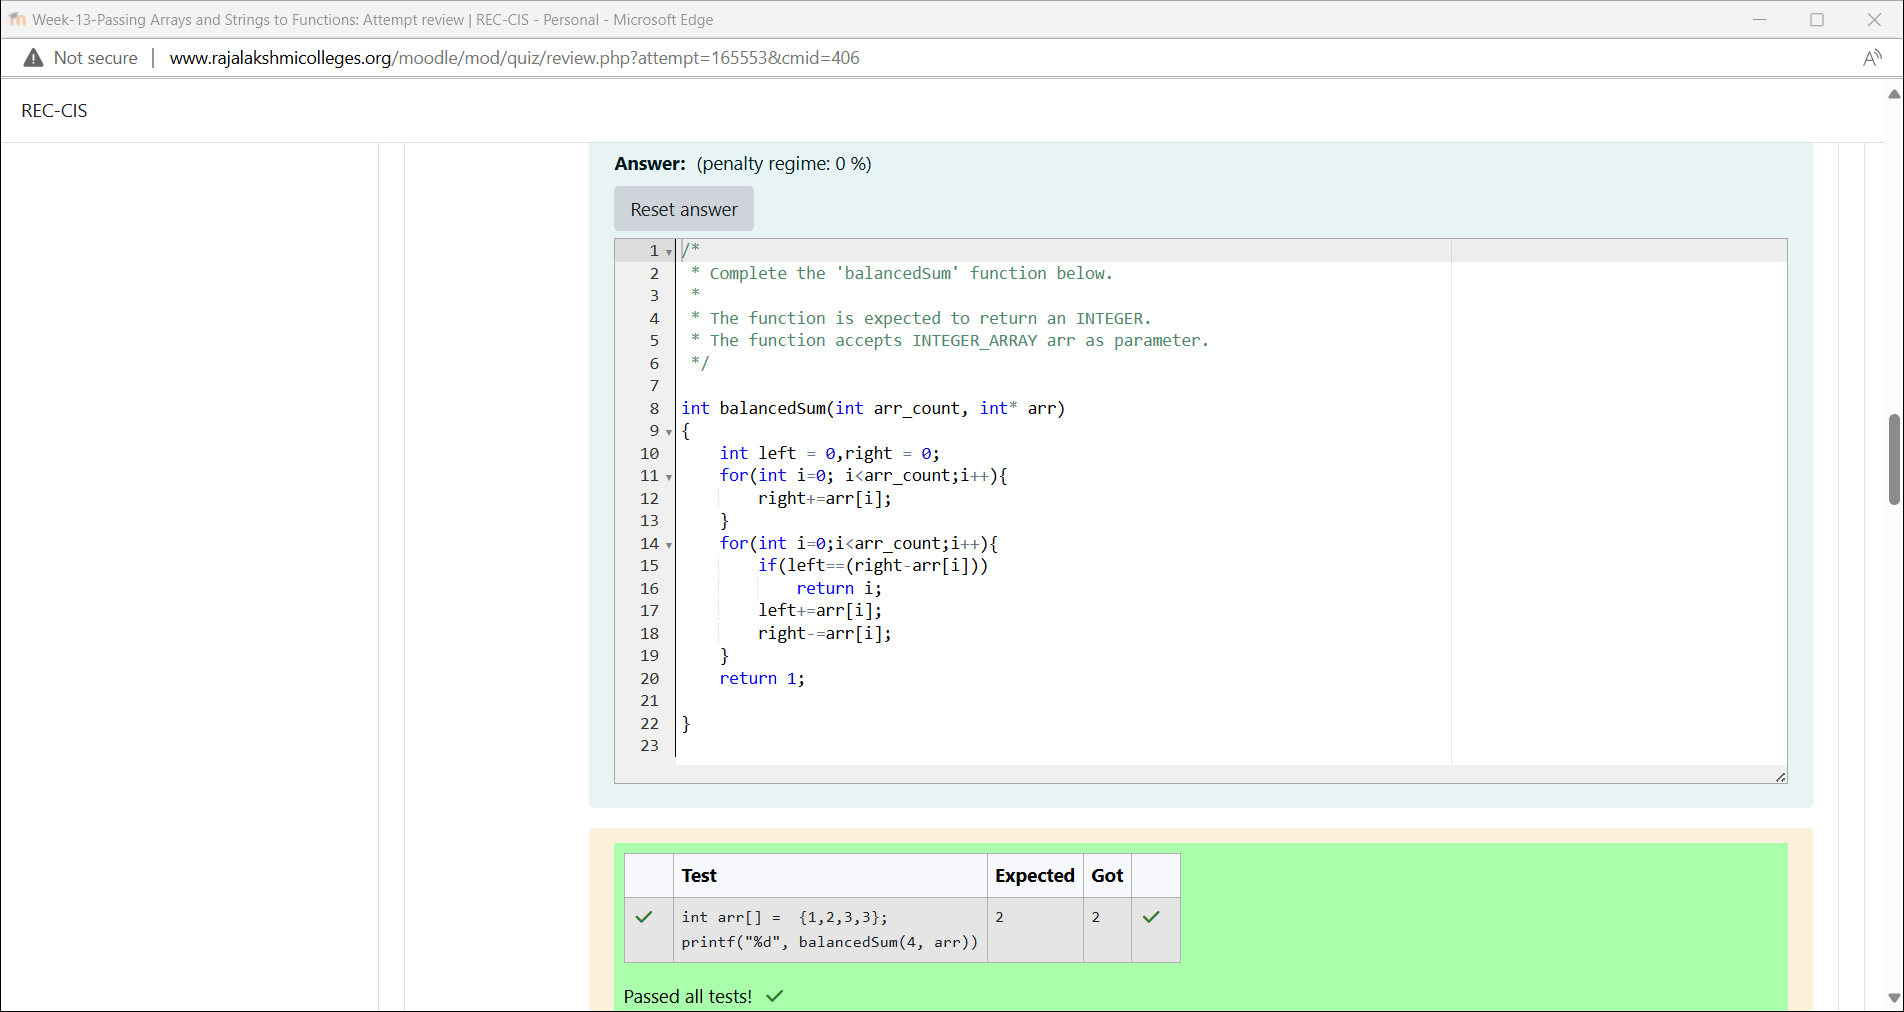 Week-13-Passing Arrays and Strings to Functions: Attempt review | REC-CIS - Personal - Microsoft Edge
Not secure | www.rajalakshmicolleges.org/moodle/mod/quiz/review.php?attempt=165553&cmid=406
REC-CIS
Answer: (penalty regime: 0 %)
Reset answer
1 /*
2  * Complete the 'balancedSum' function below.
3  *
4  * The function is expected to return an INTEGER.
5  * The function accepts INTEGER_ARRAY arr as parameter.
6  */
7
8 int balancedSum(int arr_count, int* arr)
9 {
10     int left = 0,right = 0;
11     for(int i=0; i<arr_count;i++){
12         right+=arr[i];
13     }
14     for(int i=0;i<arr_count;i++){
15         if(left==(right-arr[i]))
16             return i;
17         left+=arr[i];
18         right-=arr[i];
19     }
20     return 1;
21
22 }
23
Test Expected Got
int arr[] =  {1,2,3,3}; 2 2
printf("%d", balancedSum(4, arr))
Passed all tests!